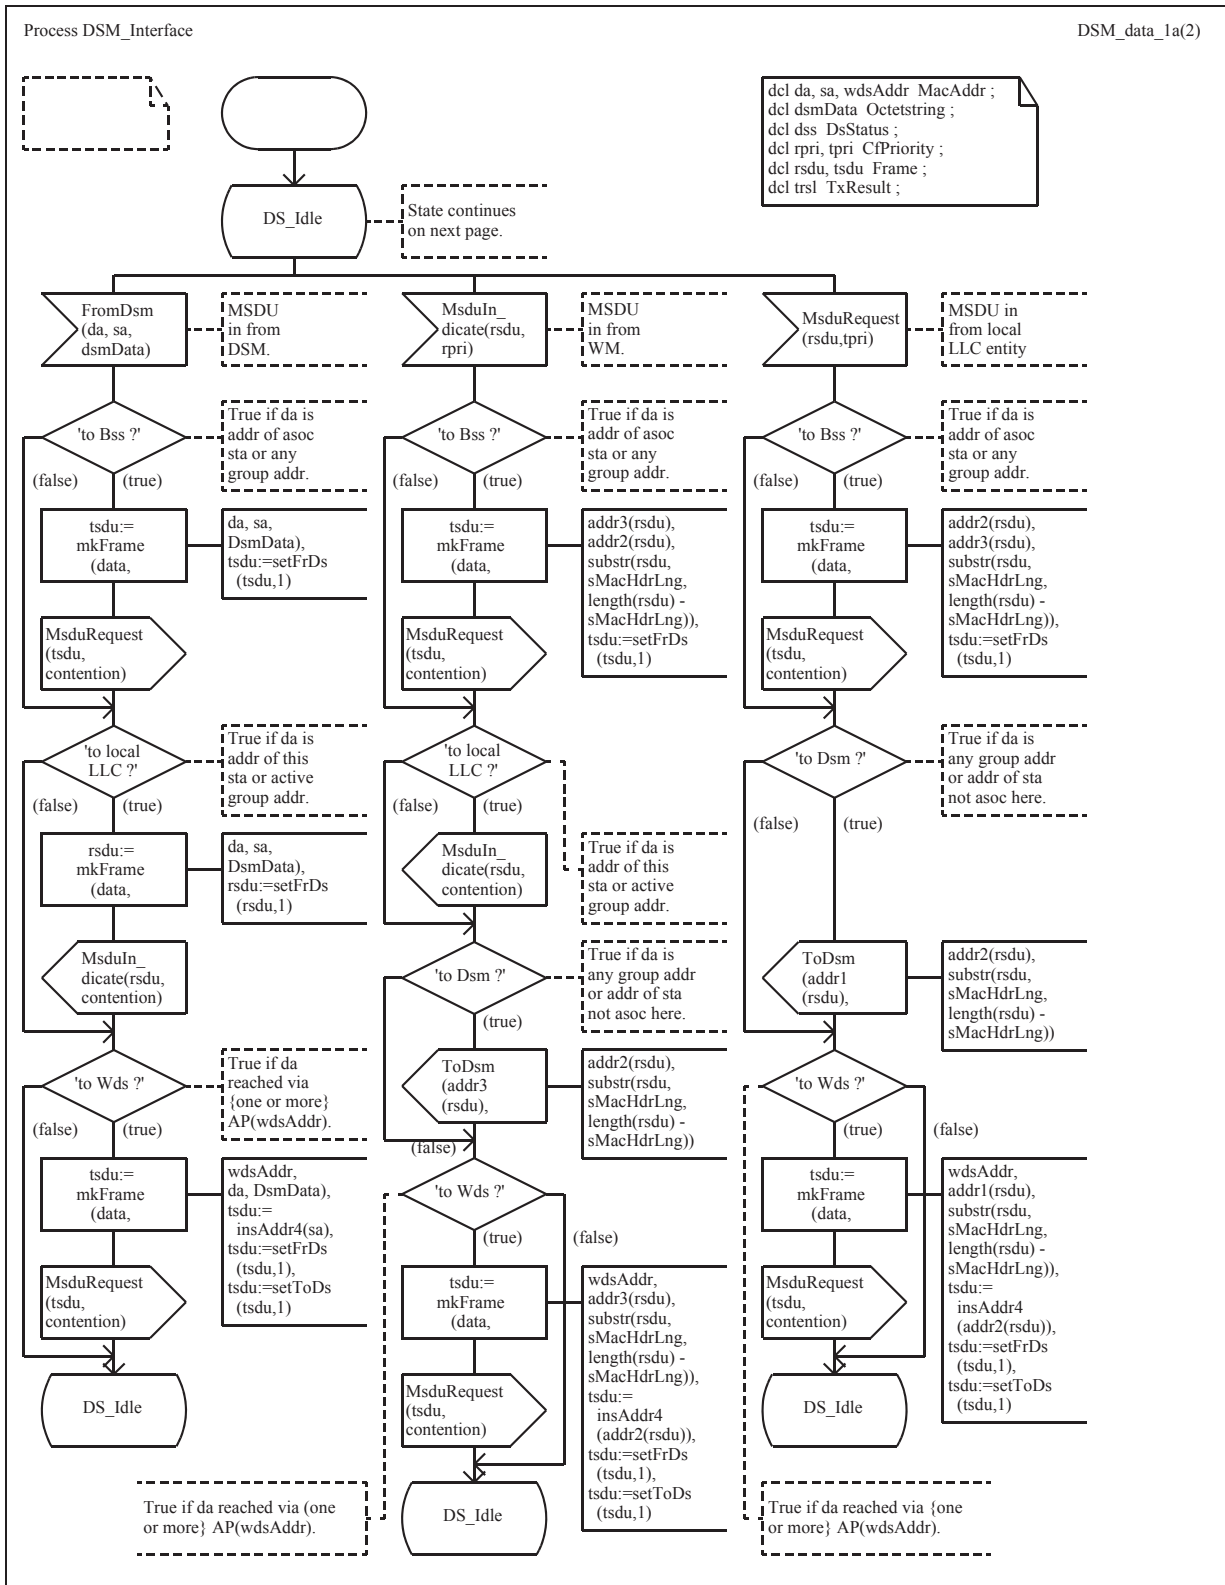 Process DSM_Interface
DSM_data_1a(2)
dcl da, sa, wdsAddr MacAddr ;
dcl dsmData Octetstring ;
dcl dss DsStatus ;
dcl rpri, tpri CfPriority ;
dcl rsdu, tsdu Frame ;
dcl trsl TxResult ;
DS_Idle
State continues
on next page.
FromDsm
(da, sa,
dsmData)
MSDU
in from
DSM.
'to Bss ?'
True if da is
addr of asoc
sta or any
group addr.
(false)
(true)
tsdu:=
mkFrame
(data,
da, sa,
DsmData),
tsdu:=setFrDs
(tsdu,1)
MsduRequest
(tsdu,
contention)
'to local
LLC ?'
True if da is
addr of this
sta or active
group addr.
(false)
(true)
rsdu:=
mkFrame
(data,
da, sa,
DsmData),
rsdu:=setFrDs
(rsdu,1)
MsduIn_
dicate(rsdu,
contention)
'to Wds ?'
True if da
reached via
{one or more}
AP(wdsAddr).
(false)
(true)
tsdu:=
mkFrame
(data,
wdsAddr,
da, DsmData),
tsdu:=
insAddr4(sa),
tsdu:=setFrDs
(tsdu,1),
tsdu:=setToDs
(tsdu,1)
MsduRequest
(tsdu,
contention)
DS_Idle
MsduIn_
dicate(rsdu,
rpri)
MSDU
in from
WM.
'to Bss ?'
True if da is
addr of asoc
sta or any
group addr.
(false)
(true)
tsdu:=
mkFrame
(data,
addr3(rsdu),
addr2(rsdu),
substr(rsdu,
sMacHdrLng,
length(rsdu) -
sMacHdrLng)),
tsdu:=setFrDs
(tsdu,1)
MsduRequest
(tsdu,
contention)
'to local
LLC ?'
(false)
(true)
MsduIn_
dicate(rsdu,
contention)
True if da is
addr of this
sta or active
group addr.
'to Dsm ?'
True if da is
any group addr
or addr of sta
not asoc here.
(true)
ToDsm
(addr3
(rsdu),
addr2(rsdu),
substr(rsdu,
sMacHdrLng,
length(rsdu) -
sMacHdrLng))
(false)
'to Wds ?'
(true)
(false)
tsdu:=
mkFrame
(data,
wdsAddr,
addr3(rsdu),
substr(rsdu,
sMacHdrLng,
length(rsdu) -
sMacHdrLng)),
tsdu:=
insAddr4
(addr2(rsdu)),
tsdu:=setFrDs
(tsdu,1),
tsdu:=setToDs
(tsdu,1)
MsduRequest
(tsdu,
contention)
True if da reached via (one
or more} AP(wdsAddr).
DS_Idle
MsduRequest
(rsdu,tpri)
MSDU in
from local
LLC entity
'to Bss ?'
True if da is
addr of asoc
sta or any
group addr.
(false)
(true)
tsdu:=
mkFrame
(data,
addr2(rsdu),
addr3(rsdu),
substr(rsdu,
sMacHdrLng,
length(rsdu) -
sMacHdrLng)),
tsdu:=setFrDs
(tsdu,1)
MsduRequest
(tsdu,
contention)
'to Dsm ?'
True if da is
any group addr
or addr of sta
not asoc here.
(false)
(true)
ToDsm
(addr1
(rsdu),
addr2(rsdu),
substr(rsdu,
sMacHdrLng,
length(rsdu) -
sMacHdrLng))
'to Wds ?'
(true)
(false)
tsdu:=
mkFrame
(data,
wdsAddr,
addr1(rsdu),
substr(rsdu,
sMacHdrLng,
length(rsdu) -
sMacHdrLng)),
tsdu:=
insAddr4
(addr2(rsdu)),
tsdu:=setFrDs
(tsdu,1),
tsdu:=setToDs
(tsdu,1)
MsduRequest
(tsdu,
contention)
DS_Idle
True if da reached via {one
or more} AP(wdsAddr).